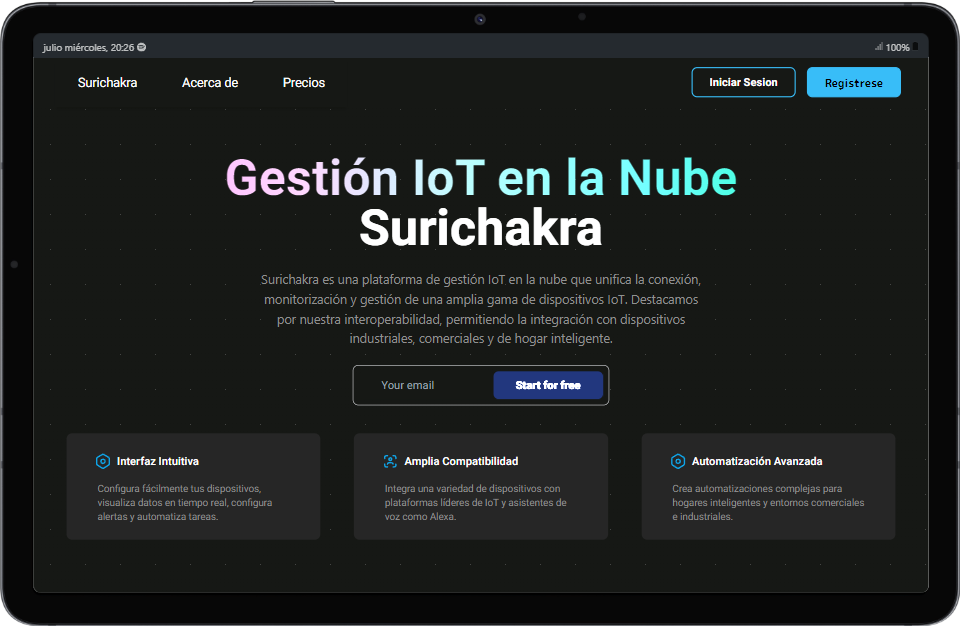 julio miércoles, 20:26
100%
Surichakra
Acerca de
Precios
Iniciar Sesion
Registrese
Gestión IoT en la Nube
Surichakra
Surichakra es una plataforma de gestión IoT en la nube que unifica la conexión,
monitorización y gestión de una amplia gama de dispositivos IoT. Destacamos
por nuestra interoperabilidad, permitiendo la integración con dispositivos
industriales, comerciales y de hogar inteligente.
Your email
Start for free
Interfaz Intuitiva
Configura fácilmente tus dispositivos,
visualiza datos en tiempo real, configura
alertas y automatiza tareas.
Amplia Compatibilidad
Integra una variedad de dispositivos con
plataformas líderes de IoT y asistentes de
voz como Alexa.
Automatización Avanzada
Crea automatizaciones complejas para
hogares inteligentes y entornos comerciales
e industriales.